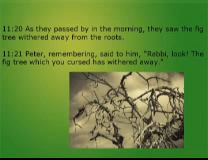 11:20 As they passed by in the morning, they saw the fig
tree withered away from the roots.
11:21 Peter, remembering, said to him, "Rabbi, look! The
fig tree which you cursed has withered away."